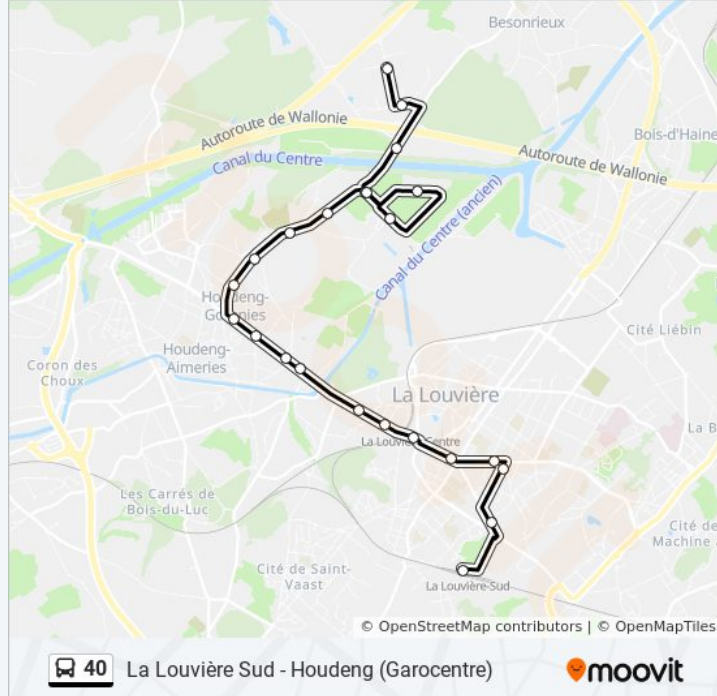 Besonrieux
Autoroute de Wallonie
Canal du Centre
Bois-d'Haine
Autoroute de Wallonie
Canal du Centre (ancien)
Houdeng-
Goegnies
Cité Liébin
Houdeng-
Aimeries
Coron des
Choux
La Louvière
La B
La Louvière-Centre
Les Carrés de
Bois-du-Luc
Cité de
Machine à
Cité de Saint-
Vaast
La Louvière-Sud
© OpenStreetMap contributors | © OpenMapTiles
40 La Louvière Sud - Houdeng (Garocentre)
moovit